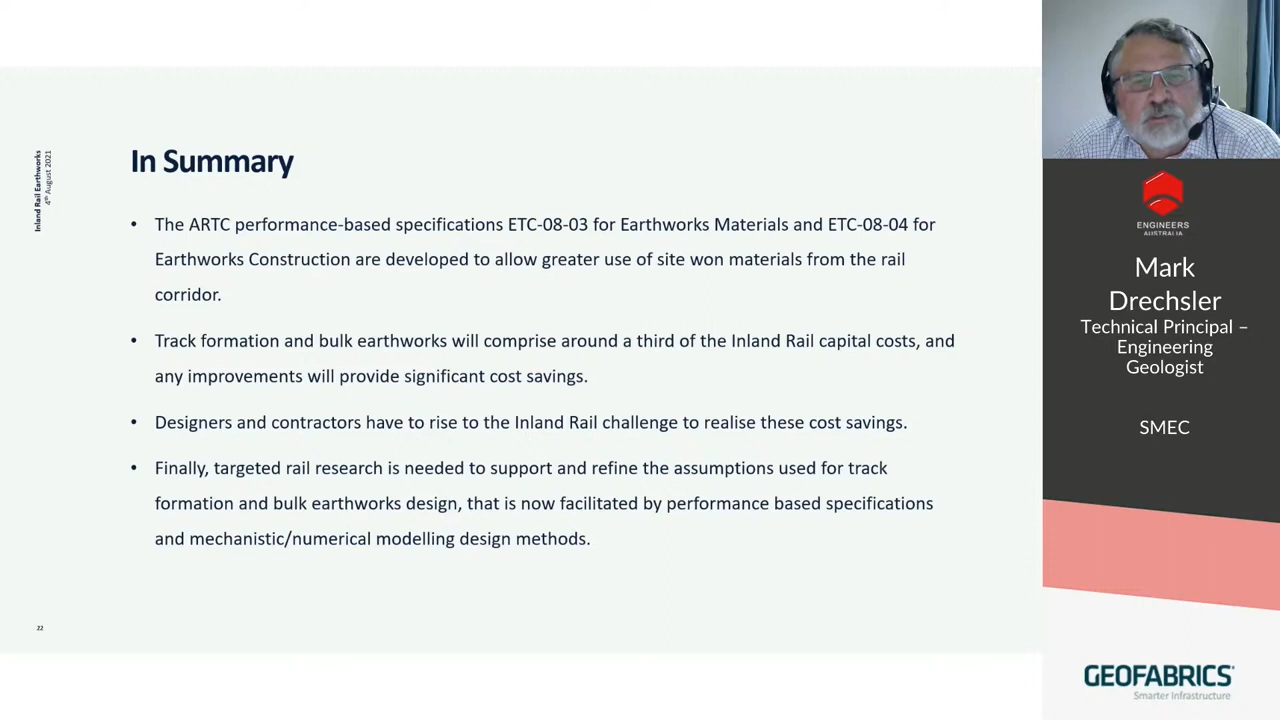 Inland Rail Earthworks
4th August 2021
In Summary
• The ARTC performance-based specifications ETC-08-03 for Earthworks Materials and ETC-08-04 for
Earthworks Construction are developed to allow greater use of site won materials from the rail
corridor.
• Track formation and bulk earthworks will comprise around a third of the Inland Rail capital costs, and
any improvements will provide significant cost savings.
• Designers and contractors have to rise to the Inland Rail challenge to realise these cost savings.
• Finally, targeted rail research is needed to support and refine the assumptions used for track
formation and bulk earthworks design, that is now facilitated by performance based specifications
and mechanistic/numerical modelling design methods.
22
ENGINEERS
AUSTRALIA
Mark
Drechsler
Technical Principal –
Engineering
Geologist
SMEC
GEOFABRICS
Smarter Infrastructure